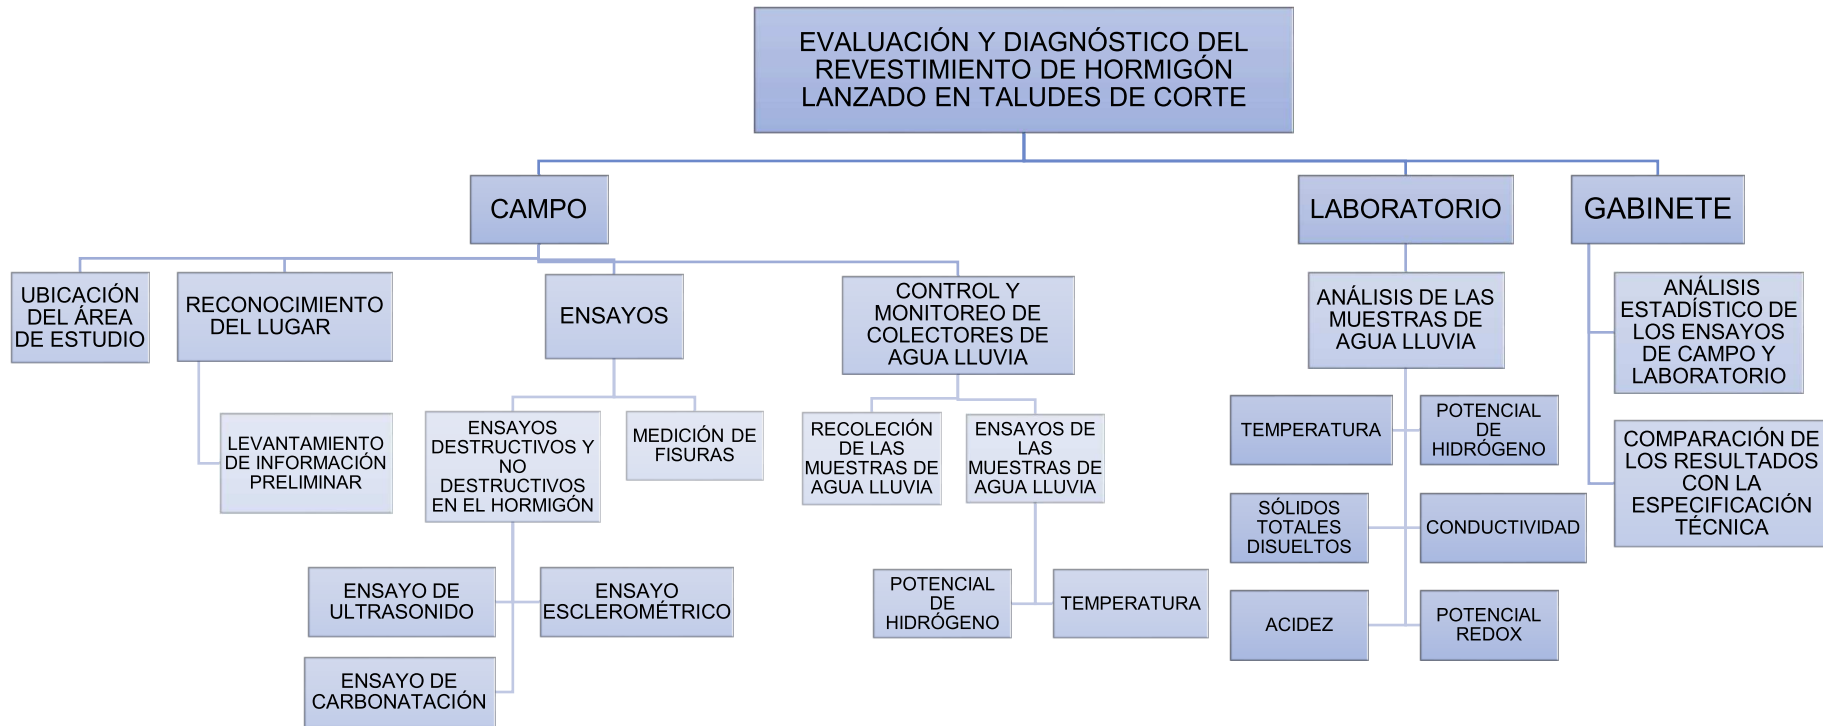 EVALUACIÓN Y DIAGNÓSTICO DEL
REVESTIMIENTO DE HORMIGÓN
LANZADO EN TALUDES DE CORTE
CAMPO
LABORATORIO
GABINETE
UBICACIÓN
DEL ÁREA
DE ESTUDIO
RECONOCIMIENTO
DEL LUGAR
ENSAYOS
CONTROL Y
MONITOREO DE
COLECTORES DE
AGUA LLUVIA
ANÁLISIS DE LAS
MUESTRAS DE
AGUA LLUVIA
ANÁLISIS
ESTADÍSTICO DE
LOS ENSAYOS
DE CAMPO Y
LABORATORIO
LEVANTAMIENTO
DE INFORMACIÓN
PRELIMINAR
ENSAYOS
DESTRUCTIVOS Y
NO
DESTRUCTIVOS
EN EL HORMIGÓN
MEDICIÓN DE
FISURAS
RECOLECIÓN
DE LAS
MUESTRAS DE
AGUA LLUVIA
ENSAYOS DE
LAS
MUESTRAS DE
AGUA LLUVIA
TEMPERATURA
POTENCIAL
DE
HIDRÓGENO
COMPARACIÓN DE
LOS RESULTADOS
CON LA
ESPECIFICACIÓN
TÉCNICA
SÓLIDOS
TOTALES
DISUELTOS
CONDUCTIVIDAD
ENSAYO DE
ULTRASONIDO
ENSAYO
ESCLEROMÉTRICO
POTENCIAL
DE
HIDRÓGENO
TEMPERATURA
ACIDEZ
POTENCIAL
REDOX
ENSAYO DE
CARBONATACIÓN